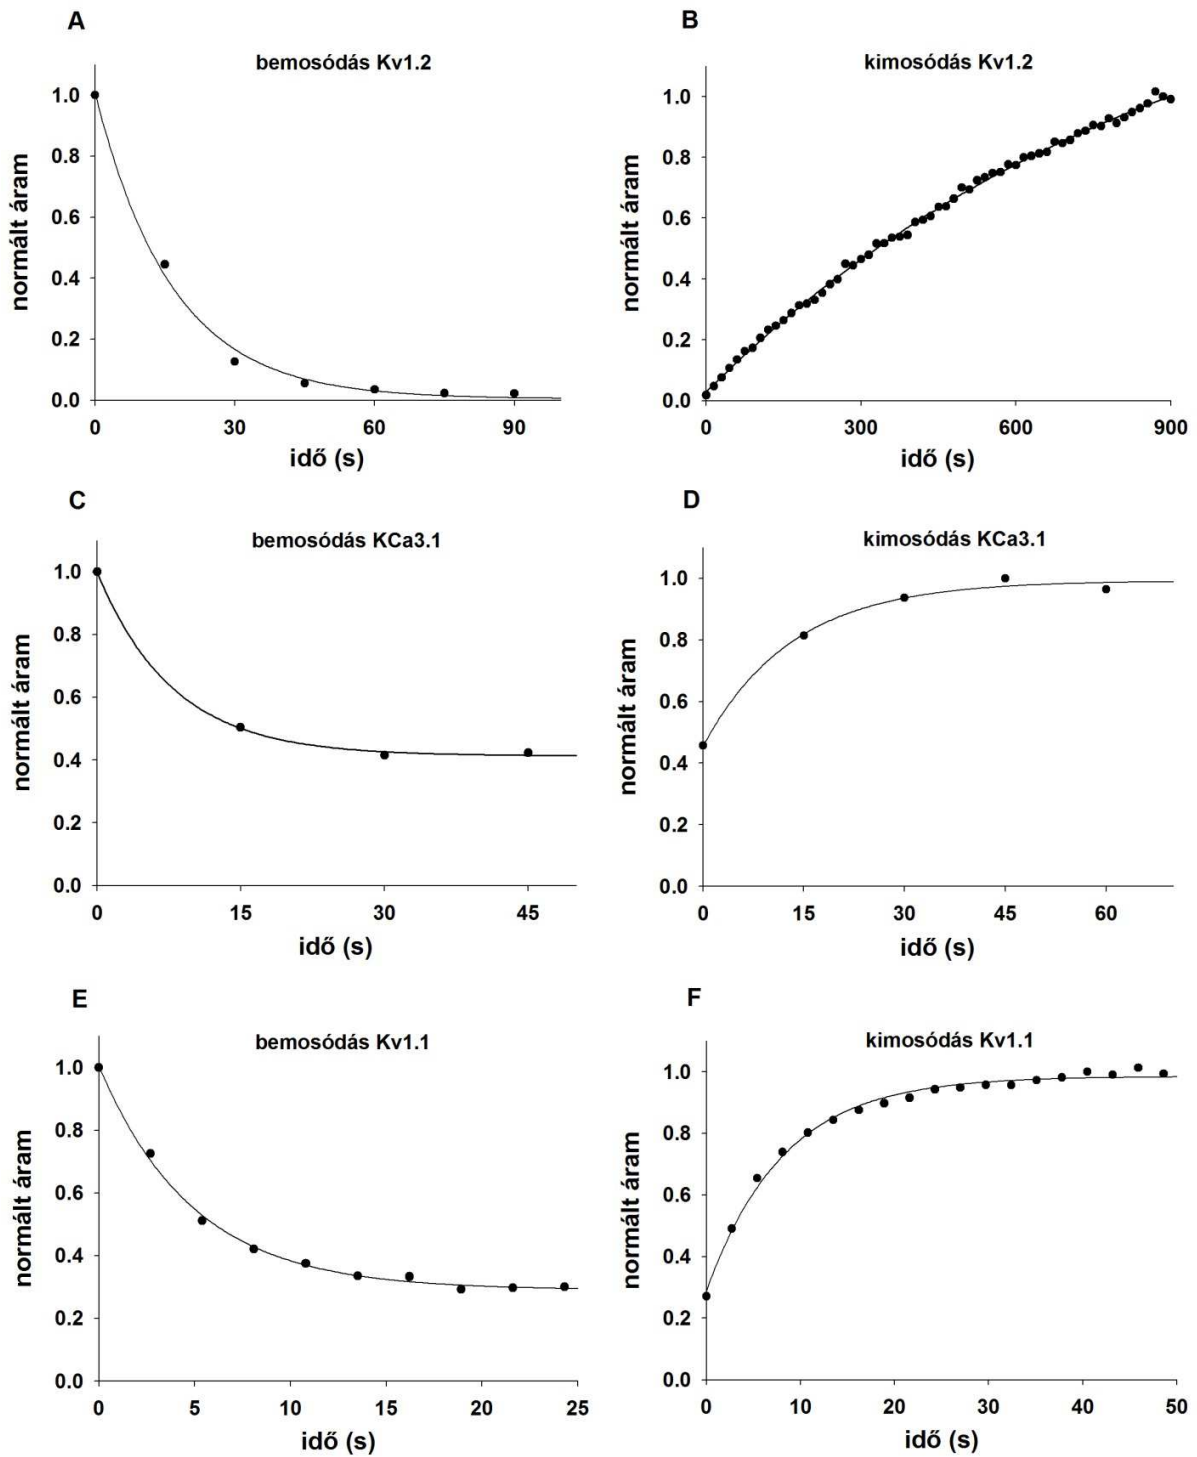 A
bemosódás Kv1.2
normált áram
1.0
0.8
0.6
0.4
0.2
0.0
0 30 60 90
idő (s)
B
kimosódás Kv1.2
normált áram
1.0
0.8
0.6
0.4
0.2
0.0
0 300 600 900
idő (s)
C
bemosódás KCa3.1
normált áram
1.0
0.8
0.6
0.4
0.2
0.0
0 15 30 45
idő (s)
D
kimosódás KCa3.1
normált áram
1.0
0.8
0.6
0.4
0.2
0.0
0 15 30 45 60
idő (s)
E
bemosódás Kv1.1
normált áram
1.0
0.8
0.6
0.4
0.2
0.0
0 5 10 15 20 25
idő (s)
F
kimosódás Kv1.1
normált áram
1.0
0.8
0.6
0.4
0.2
0.0
0 10 20 30 40 50
idő (s)